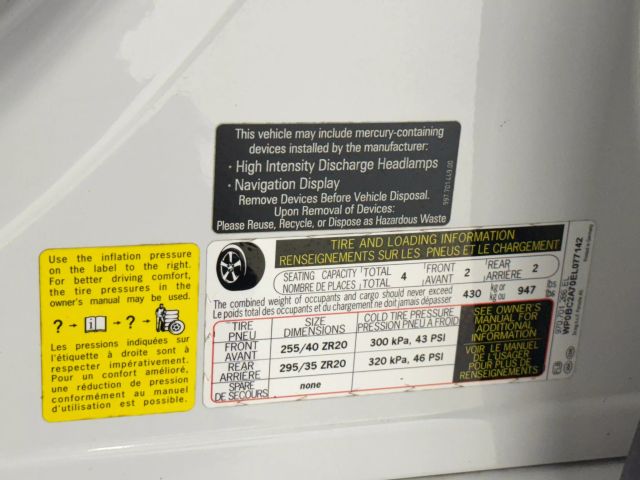 This vehicle may include mercury-containing
devices installed by the manufacturer:
· High Intensity Discharge Headlamps
· Navigation Display
Remove Devices Before Vehicle Disposal.
Upon Removal of Devices:
Please Reuse, Recycle, or Dispose as Hazardous Waste
Use the inflation pressure
on the label to the right.
For better driving comfort,
the tire pressures in the
owner's manual may be used.
? → i → ? →
Les pressions indiquées sur
l'étiquette à droite sont à
respecter impérativement.
Pour un confort amélioré,
une réduction de pression
conformement au manuel
d'utilisation est possible.
TIRE AND LOADING INFORMATION
RENSEIGNEMENTS SUR LES PNEUS ET LE CHARGEMENT
SEATING CAPACITY TOTAL 4 FRONT 2 REAR 2
NOMBRE DE PLACES TOTAL AVANT ARRIERE
The combined weight of occupants and cargo should never exceed 430 kg or 947
Le poids total des occupants et du chargement ne doit jamais dépasser kg ou
TIRE SIZE COLD TIRE PRESSURE
PNEU DIMENSIONS PRESSION PNEU A FROID
FRONT 255/40 ZR20 300 kPa, 43 PSI
AVANT
REAR 295/35 ZR20 320 kPa, 46 PSI
ARRIERE
SPARE none
DE SECOURS
SEE OWNER'S
MANUAL FOR
ADDITIONAL
INFORMATION
VOIR LE MANUEL
DE L'USAGER
POUR PLUS DE
RENSEIGNEMENTS